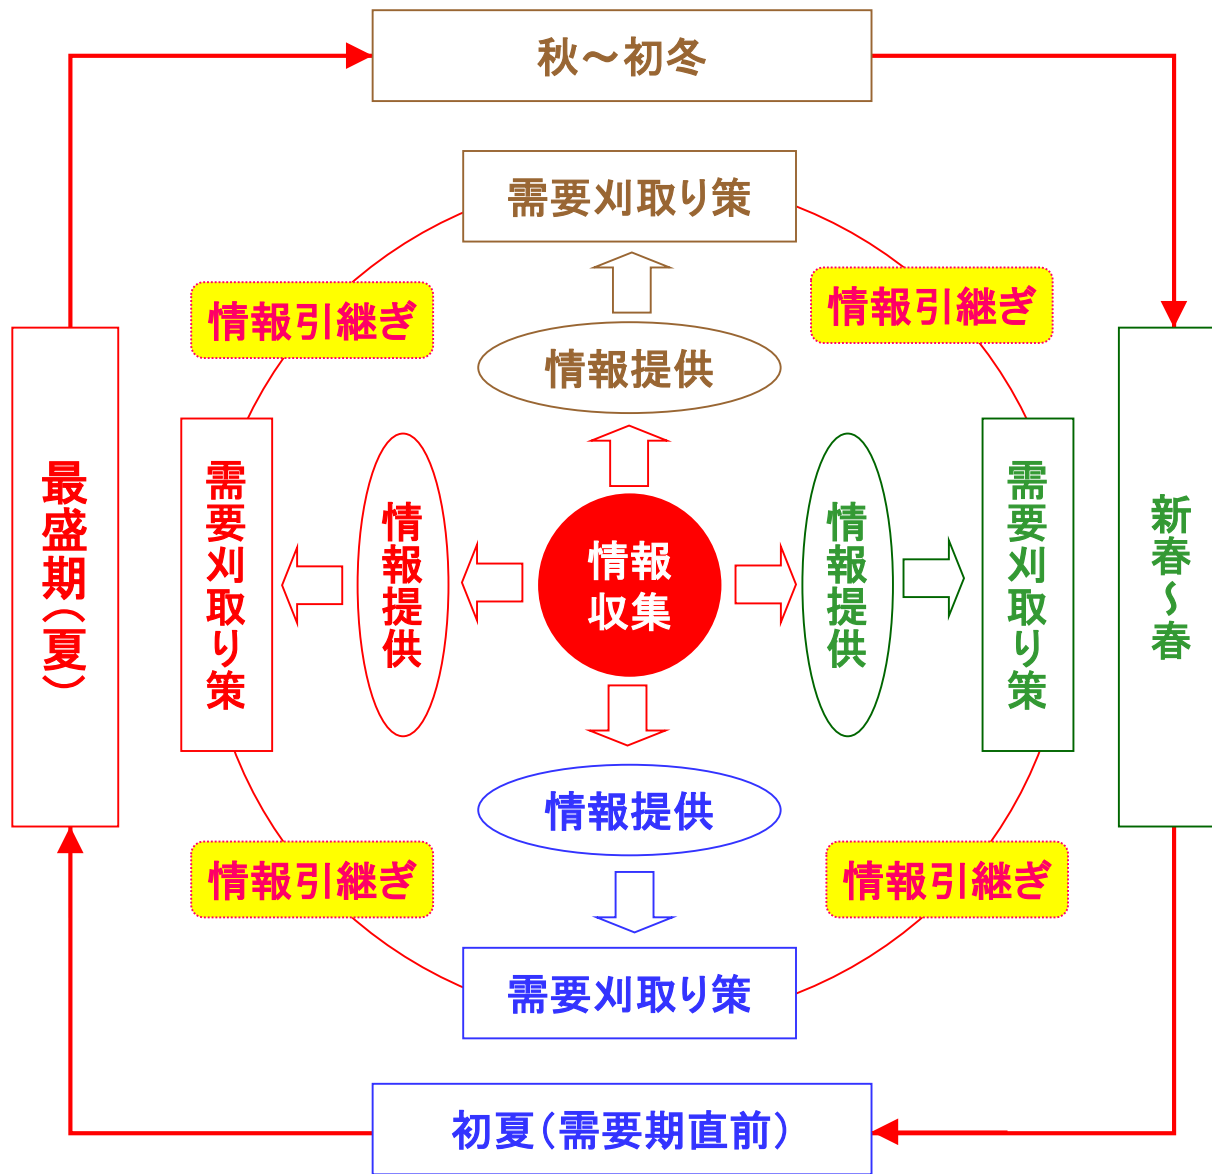 秋～初冬
需要刈取り策
情報引継ぎ
情報引継ぎ
情報提供
最盛期（夏）
需要刈取り策
情報提供
情報
収集
情報提供
需要刈取り策
新春～春
情報提供
情報引継ぎ
情報引継ぎ
需要刈取り策
初夏（需要期直前）